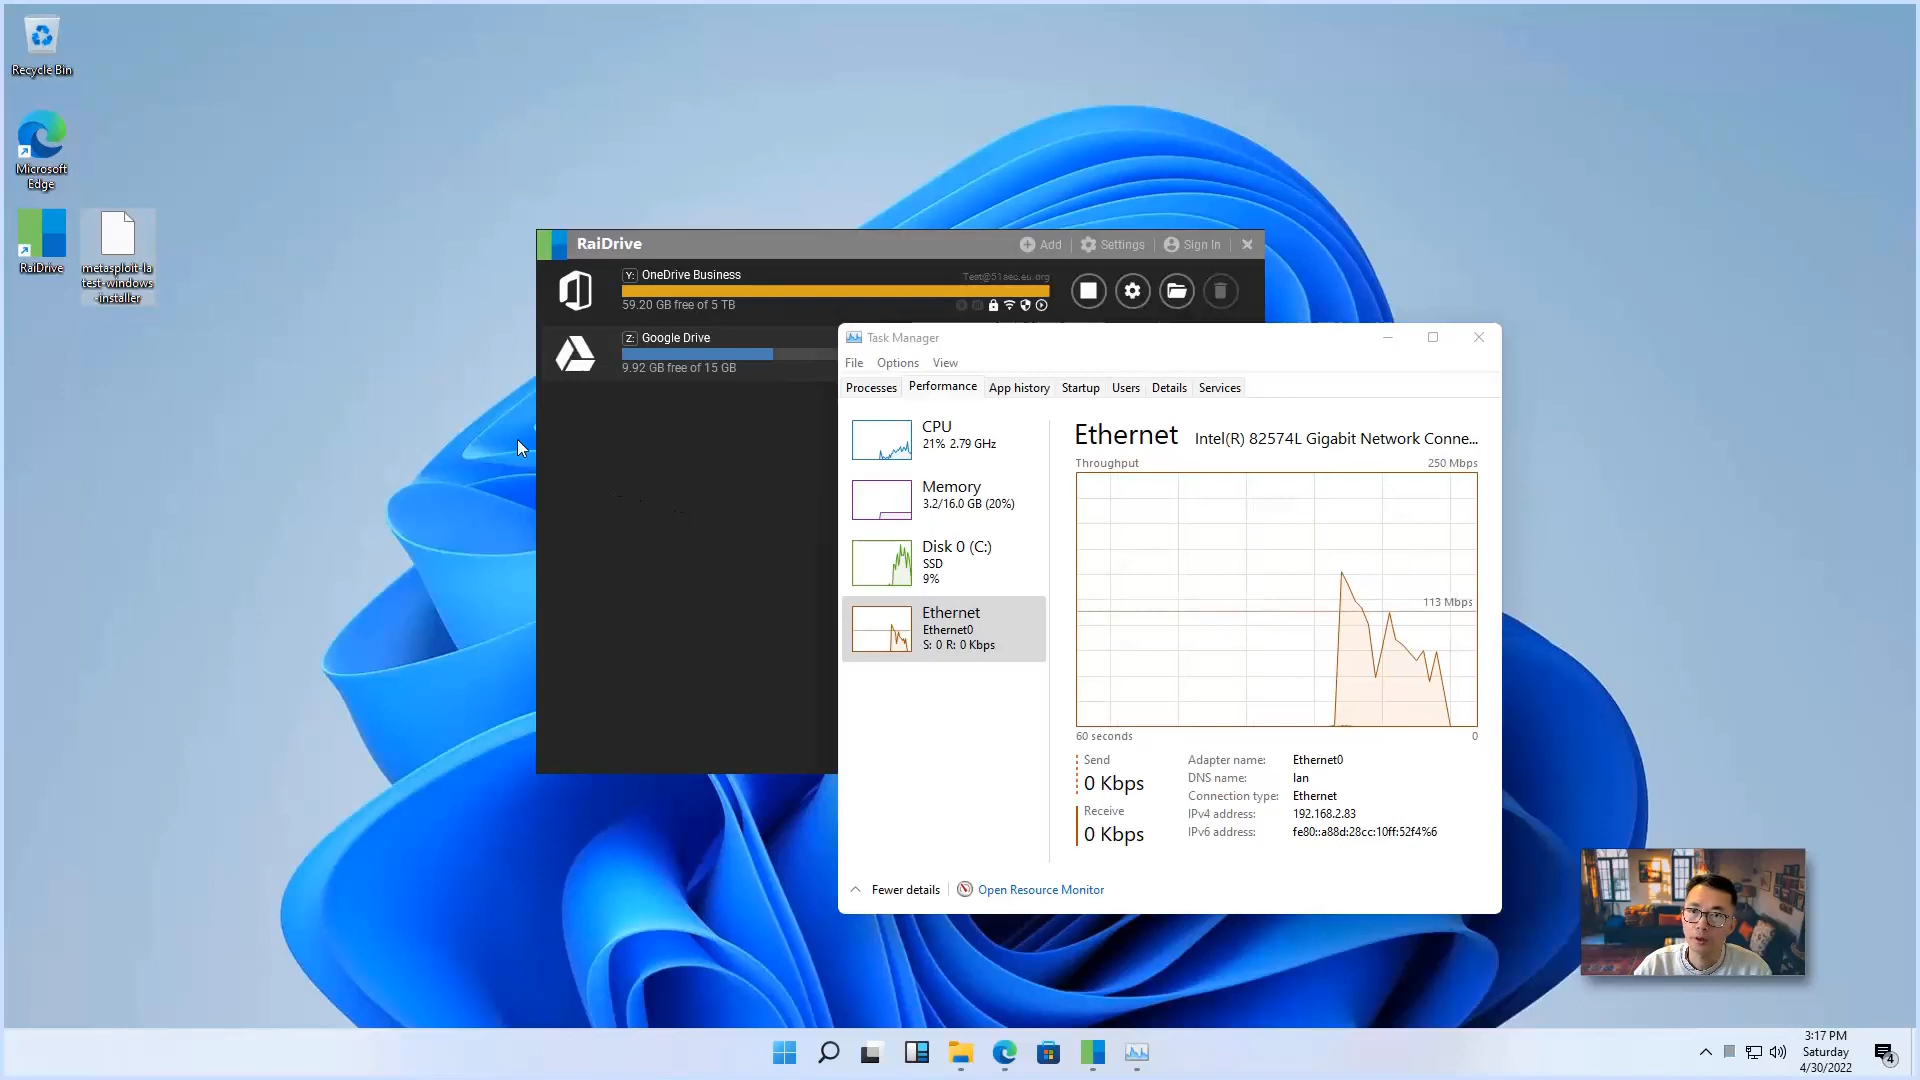 Recycle Bin
Microsoft
Edge
RaiDrive
metasploit-la
test-windows
-installer
RaiDrive
Add
Settings
Sign In
Y: OneDrive Business
Test@51sec.eu.org
59.20 GB free of 5 TB
Z: Google Drive
9.92 GB free of 15 GB
Task Manager
File Options View
Processes Performance App history Startup Users Details Services
CPU
21% 2.79 GHz
Memory
3.2/16.0 GB (20%)
Disk 0 (C:)
SSD
9%
Ethernet
Ethernet0
S: 0 R: 0 Kbps
Ethernet Intel(R) 82574L Gigabit Network Conne...
Throughput 250 Mbps
113 Mbps
60 seconds 0
Send
0 Kbps
Receive
0 Kbps
Adapter name: Ethernet0
DNS name: lan
Connection type: Ethernet
IPv4 address: 192.168.2.83
IPv6 address: fe80::a88d:28cc:10ff:52f4%6
Fewer details
Open Resource Monitor
3:17 PM
Saturday
4/30/2022
4